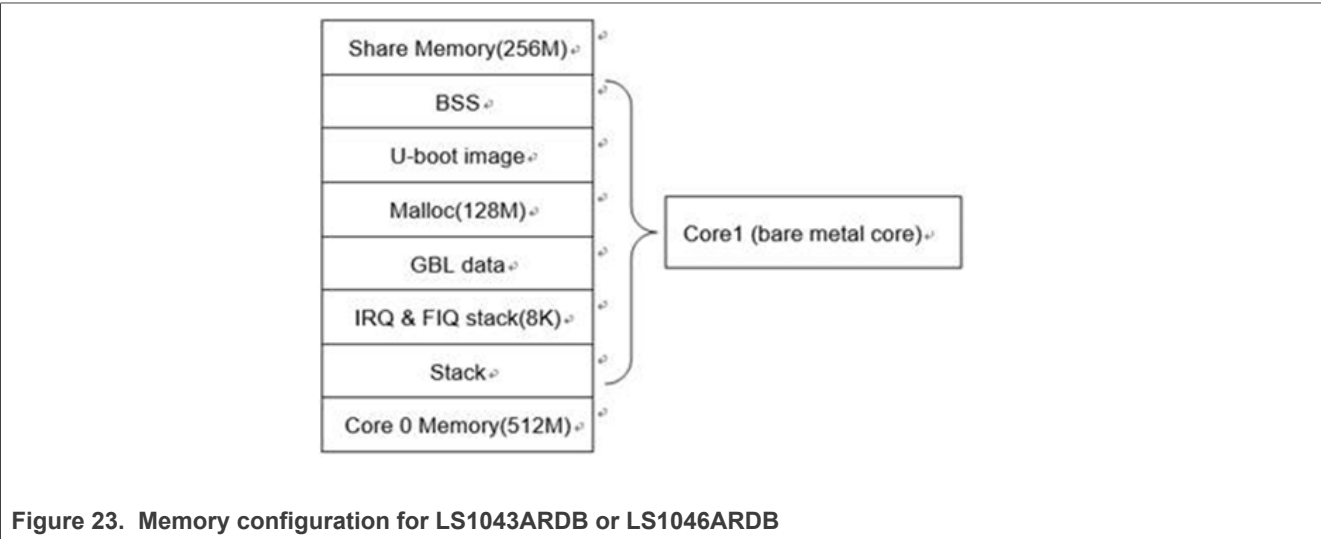 Share Memory(256M)
BSS
U-boot image
Malloc(128M)
GBL data
IRQ & FIQ stack(8K)
Stack
Core 0 Memory(512M)
Core1 (bare metal core)
Figure 23. Memory configuration for LS1043ARDB or LS1046ARDB